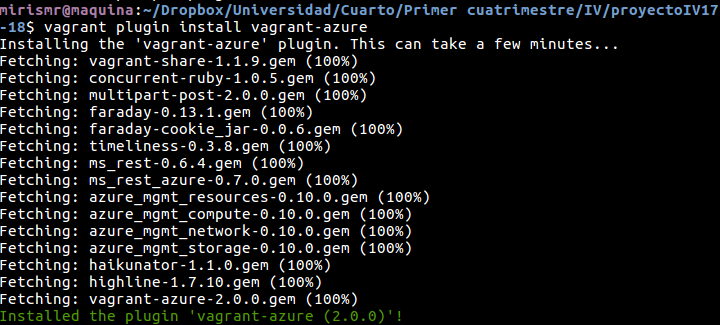 mirismr@maquina:~/Dropbox/Universidad/Cuarto/Primer cuatrimestre/IV/proyectoIV17
-18$ vagrant plugin install vagrant-azure
Installing the 'vagrant-azure' plugin. This can take a few minutes...
Fetching: vagrant-share-1.1.9.gem (100%)
Fetching: concurrent-ruby-1.0.5.gem (100%)
Fetching: multipart-post-2.0.0.gem (100%)
Fetching: faraday-0.13.1.gem (100%)
Fetching: faraday-cookie_jar-0.0.6.gem (100%)
Fetching: timeliness-0.3.8.gem (100%)
Fetching: ms_rest-0.6.4.gem (100%)
Fetching: ms_rest_azure-0.7.0.gem (100%)
Fetching: azure_mgmt_resources-0.10.0.gem (100%)
Fetching: azure_mgmt_compute-0.10.0.gem (100%)
Fetching: azure_mgmt_network-0.10.0.gem (100%)
Fetching: azure_mgmt_storage-0.10.0.gem (100%)
Fetching: haikunator-1.1.0.gem (100%)
Fetching: highline-1.7.10.gem (100%)
Fetching: vagrant-azure-2.0.0.gem (100%)
Installed the plugin 'vagrant-azure (2.0.0)'!